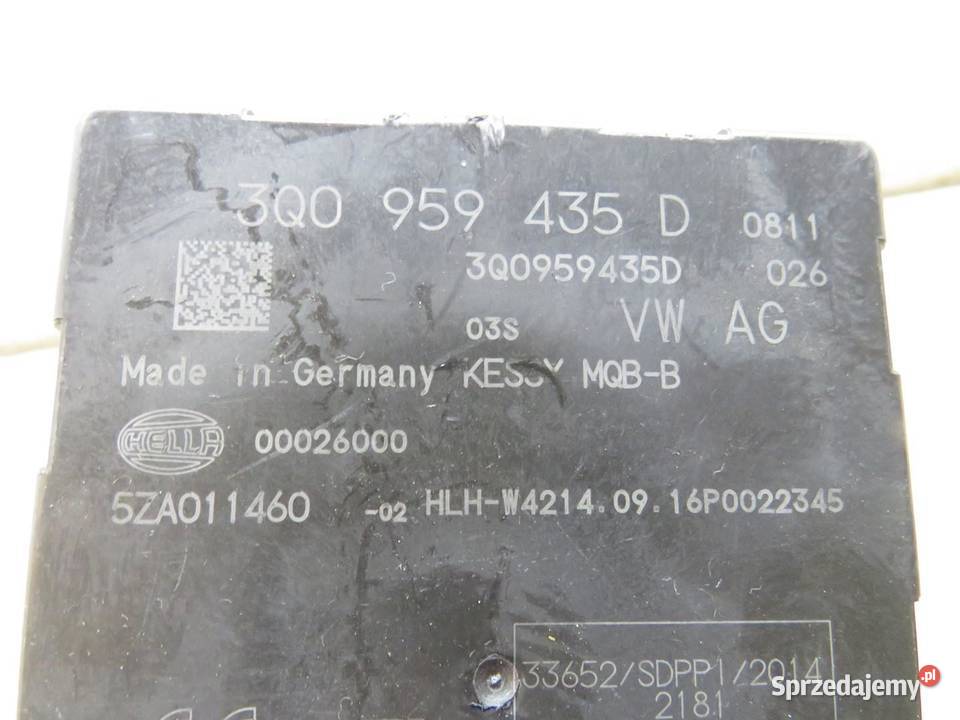 3Q0 959 435 D 0811
3Q0959435D 026
03S VW AG
Made in Germany KESSY MQB-B
HELLA 00026000
5ZA011460 -02 HLH-W4214.09.16P0022345
33652/SDPPI/2014
2181
Sprzedajemy.pl